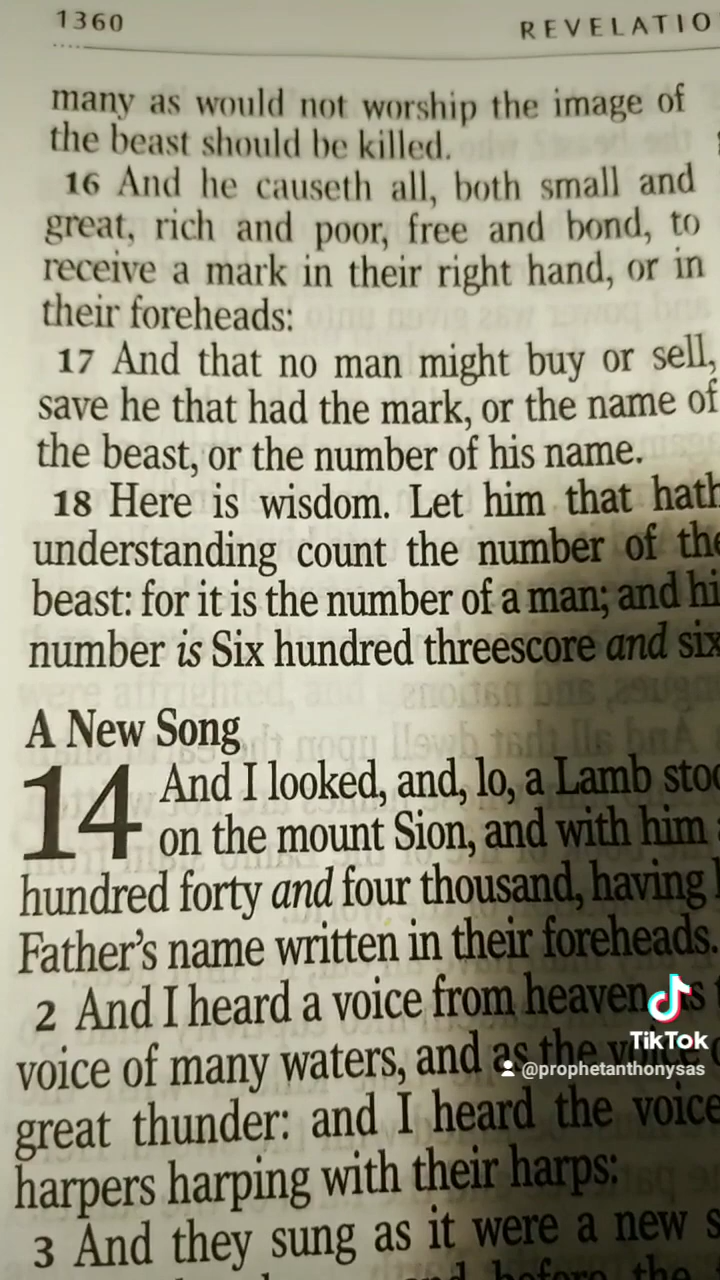 1360
REVELATIO
many as would not worship the image of
the beast should be killed.
16 And he causeth all, both small and
great, rich and poor, free and bond, to
receive a mark in their right hand, or in
their foreheads:
17 And that no man might buy or sell,
save he that had the mark, or the name of
the beast, or the number of his name.
18 Here is wisdom. Let him that hath
understanding count the number of the
beast: for it is the number of a man; and hi
number is Six hundred threescore and six
A New Song
14 And I looked, and, lo, a Lamb stoo
on the mount Sion, and with him
hundred forty and four thousand, having
Father's name written in their foreheads.
2 And I heard a voice from heaven, as
voice of many waters, and as the voice
great thunder: and I heard the voice
harpers harping with their harps:
3 And they sung as it were a new s
and before the
TikTok
@prophetanthonysas